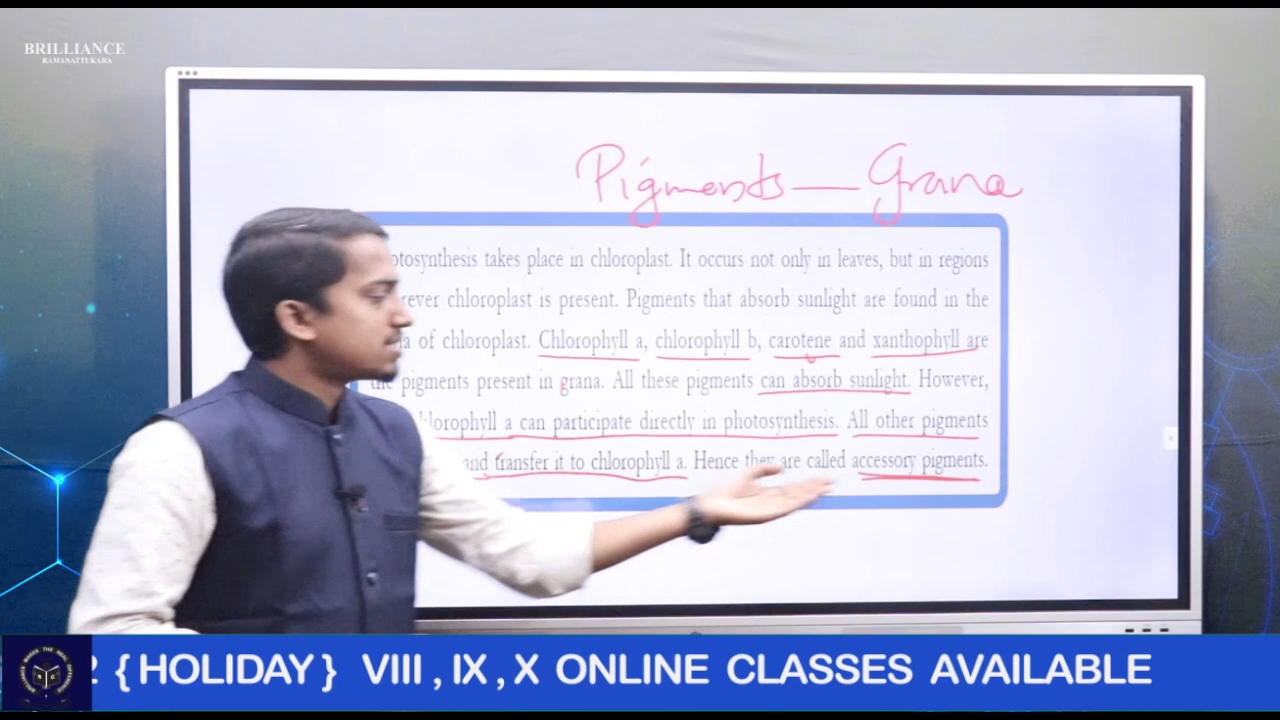 BRILLIANCE
RAMANATTUKARA
Pigments — Grana
otosynthesis takes place in chloroplast. It occurs not only in leaves, but in regions
rever chloroplast is present. Pigments that absorb sunlight are found in the
a of chloroplast. Chlorophyll a, chlorophyll b, carotene and xanthophyll are
the pigments present in grana. All these pigments can absorb sunlight. However,
lorophyll a can participate directly in photosynthesis. All other pigments
and transfer it to chlorophyll a. Hence they are called accessory pigments.
2 {HOLIDAY} VIII , IX , X ONLINE CLASSES AVAILABLE